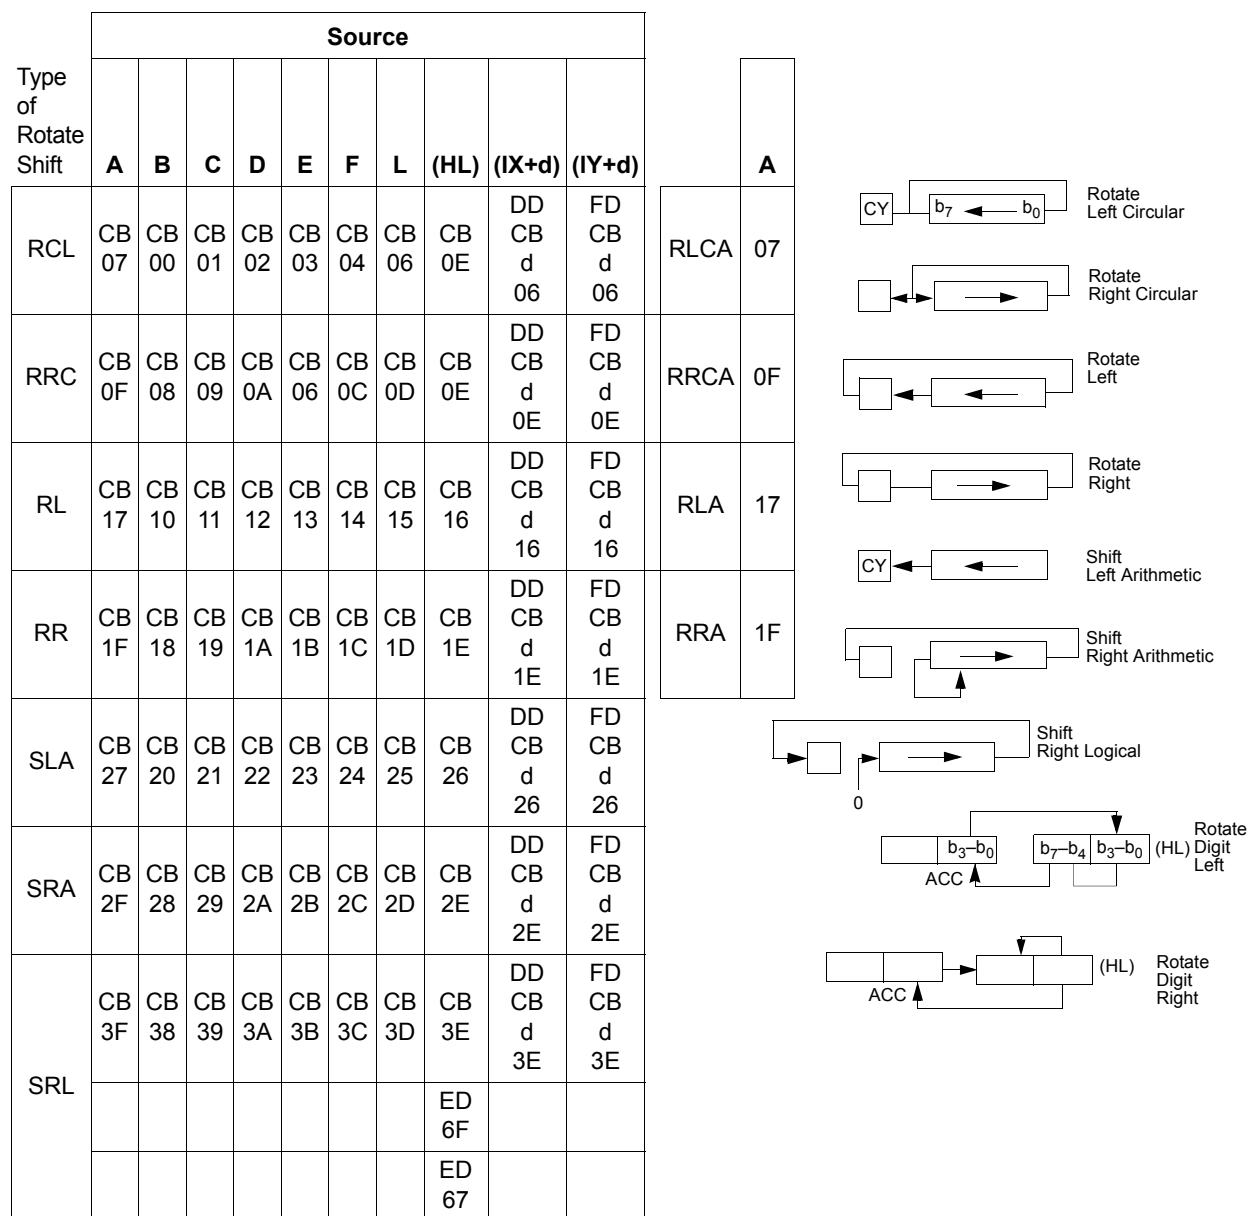 Source
Type
of
Rotate
Shift A B C D E F L (HL) (IX+d) (IY+d) A
RCL CB 07 CB 00 CB 01 CB 02 CB 03 CB 04 CB 06 CB 0E DD CB d 06 FD CB d 06 RLCA 07
RRC CB 0F CB 08 CB 09 CB 0A CB 06 CB 0C CB 0D CB 0E DD CB d 0E FD CB d 0E RRCA 0F
RL CB 17 CB 10 CB 11 CB 12 CB 13 CB 14 CB 15 CB 16 DD CB d 16 FD CB d 16 RLA 17
RR CB 1F CB 18 CB 19 CB 1A CB 1B CB 1C CB 1D CB 1E DD CB d 1E FD CB d 1E RRA 1F
SLA CB 27 CB 20 CB 21 CB 22 CB 23 CB 24 CB 25 CB 26 DD CB d 26 FD CB d 26
SRA CB 2F CB 28 CB 29 CB 2A CB 2B CB 2C CB 2D CB 2E DD CB d 2E FD CB d 2E
SRL CB 3F CB 38 CB 39 CB 3A CB 3B CB 3C CB 3D CB 3E DD CB d 3E FD CB d 3E
ED 6F
ED 67
CY b7 b0 Rotate
Left Circular
Rotate
Right Circular
Rotate
Left
Rotate
Right
CY Shift
Left Arithmetic
Shift
Right Arithmetic
Shift
Right Logical
0
b3–b0 b7–b4 b3–b0 (HL) Rotate
Digit
Left
ACC
(HL) Rotate
Digit
Right
ACC